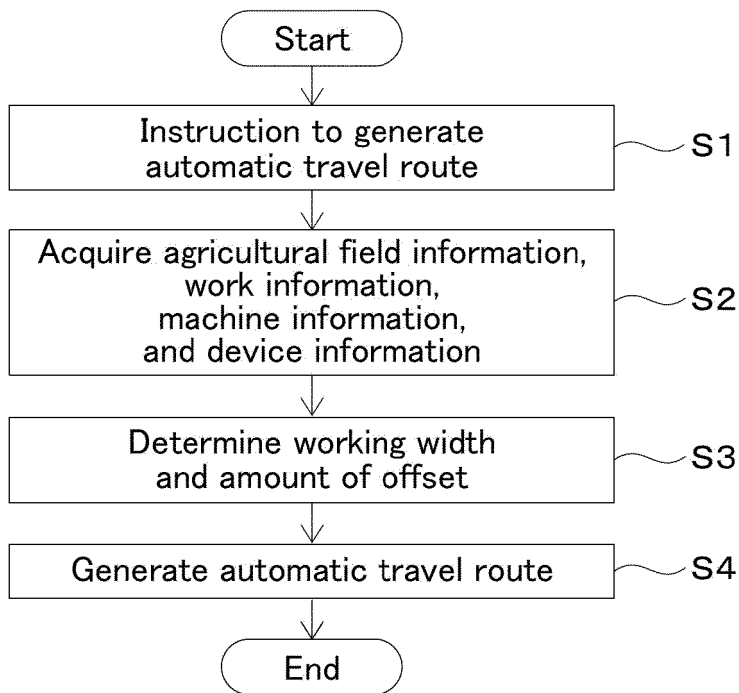 Start
Instruction to generate
automatic travel route
S1
Acquire agricultural field information,
work information,
machine information,
and device information
S2
Determine working width
and amount of offset
S3
Generate automatic travel route
S4
End